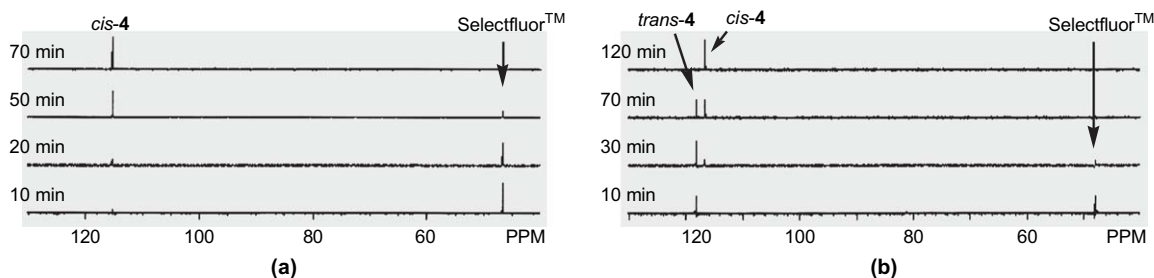 cis-4
Selectfluor™
70 min
50 min
20 min
10 min
120
100
80
60
PPM
(a)
trans-4
cis-4
Selectfluor™
120 min
70 min
30 min
10 min
120
100
80
60
PPM
(b)